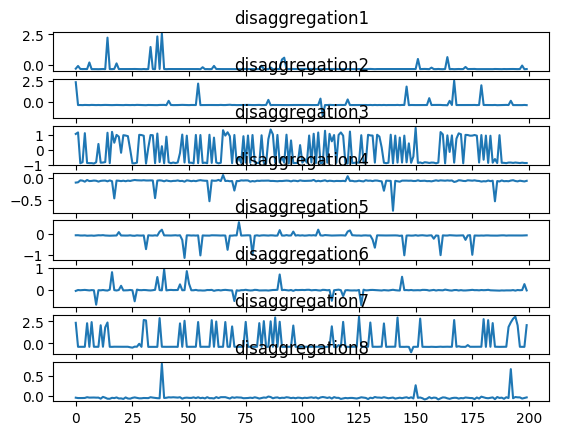 disaggregation1
2.5
0.0
disaggregation2
2.5
0.0
disaggregation3
1
0
−1
disaggregation4
0.0
−0.5
disaggregation5
0
−1
disaggregation6
1
0
disaggregation7
2.5
0.0
disaggregation8
0.5
0.0
0 25 50 75 100 125 150 175 200